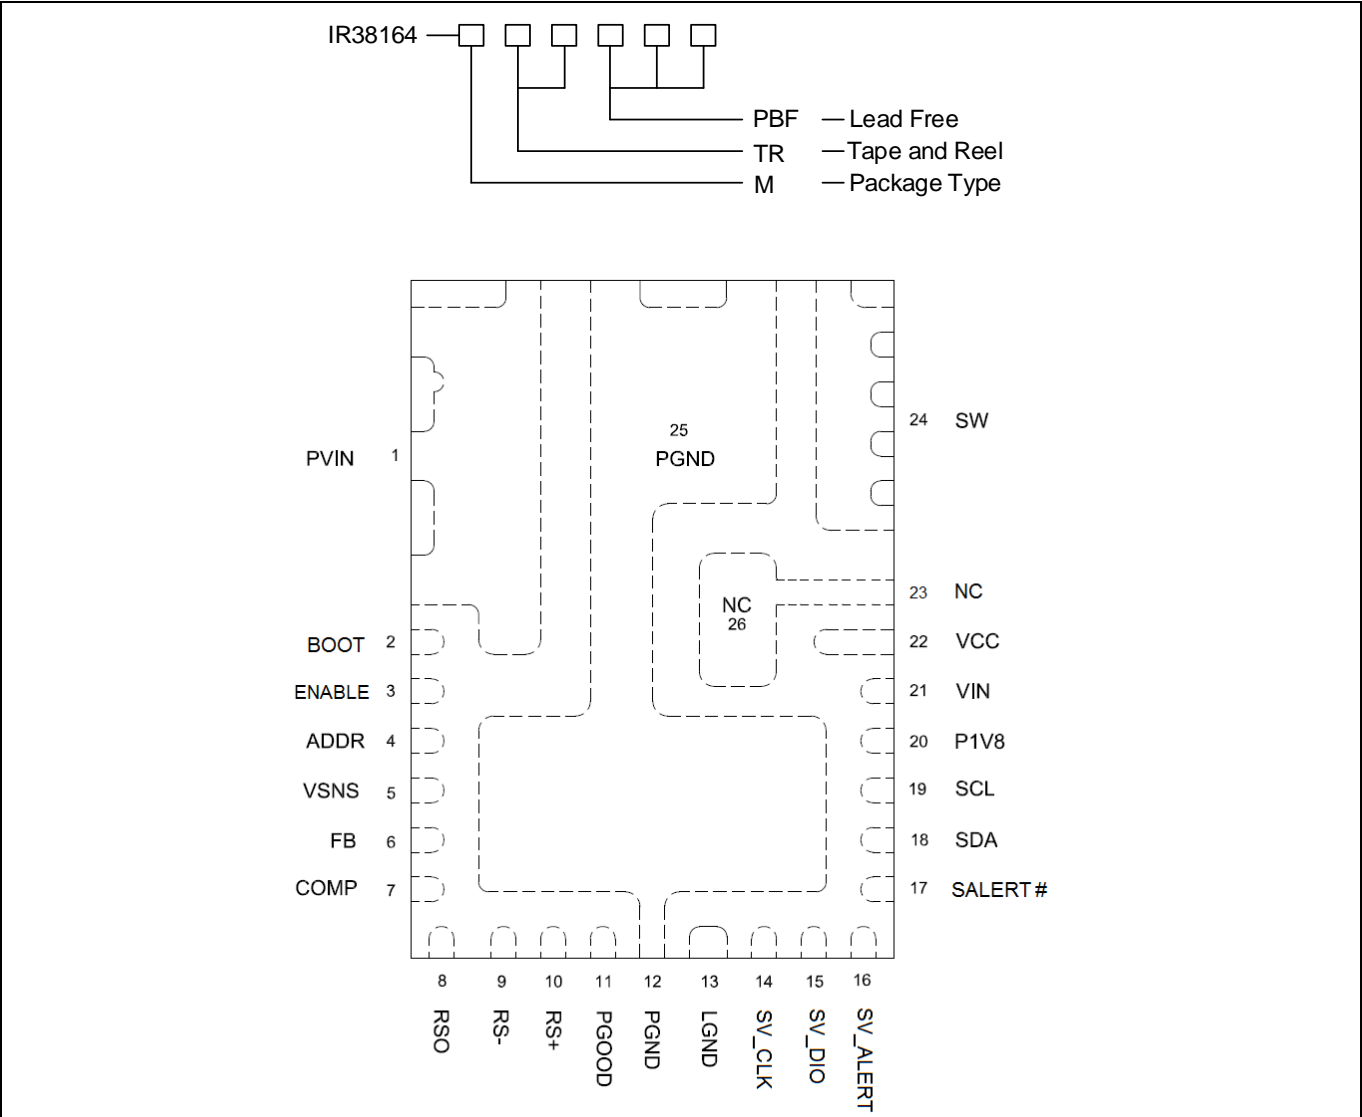 IR38164
PBF — Lead Free
TR — Tape and Reel
M — Package Type
25
PGND
24 SW
PVIN 1
23 NC
NC
26
BOOT 2
22 VCC
ENABLE 3
21 VIN
ADDR 4
20 P1V8
VSNS 5
19 SCL
FB 6
18 SDA
COMP 7
17 SALERT #
8 9 10 11 12 13 14 15 16
RSO
RS-
RS+
PGOOD
PGND
LGND
SV_CLK
SV_DIO
SV_ALERT